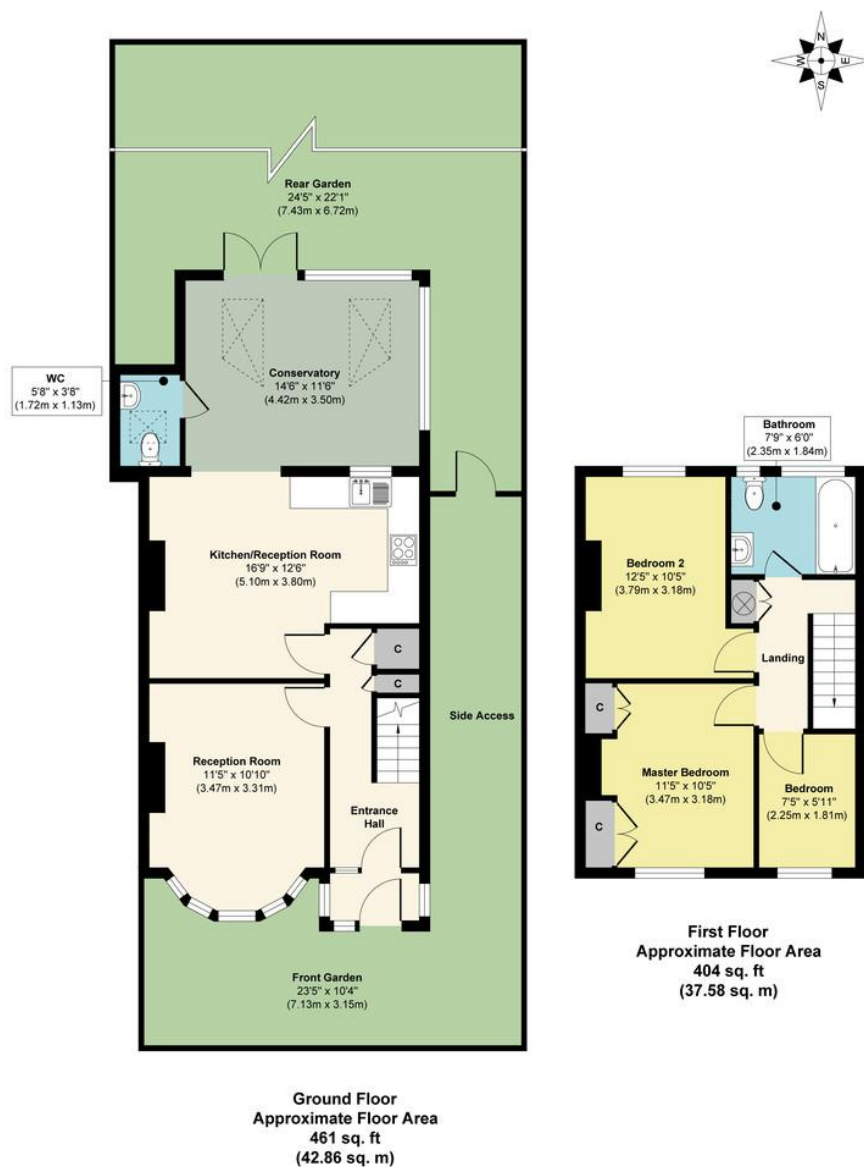 N
W E
S
Rear Garden
24'5" x 22'1"
(7.43m x 6.72m)
WC
5'8" x 3'8"
(1.72m x 1.13m)
Conservatory
14'6" x 11'6"
(4.42m x 3.50m)
Kitchen/Reception Room
16'9" x 12'6"
(5.10m x 3.80m)
C
C
Side Access
Reception Room
11'5" x 10'10"
(3.47m x 3.31m)
Entrance
Hall
Front Garden
23'5" x 10'4"
(7.13m x 3.15m)
Ground Floor
Approximate Floor Area
461 sq. ft
(42.86 sq. m)
Bathroom
7'9" x 6'0"
(2.35m x 1.84m)
Bedroom 2
12'5" x 10'5"
(3.79m x 3.18m)
Landing
C
Master Bedroom
11'5" x 10'5"
(3.47m x 3.18m)
C
Bedroom
7'5" x 5'11"
(2.25m x 1.81m)
First Floor
Approximate Floor Area
404 sq. ft
(37.58 sq. m)